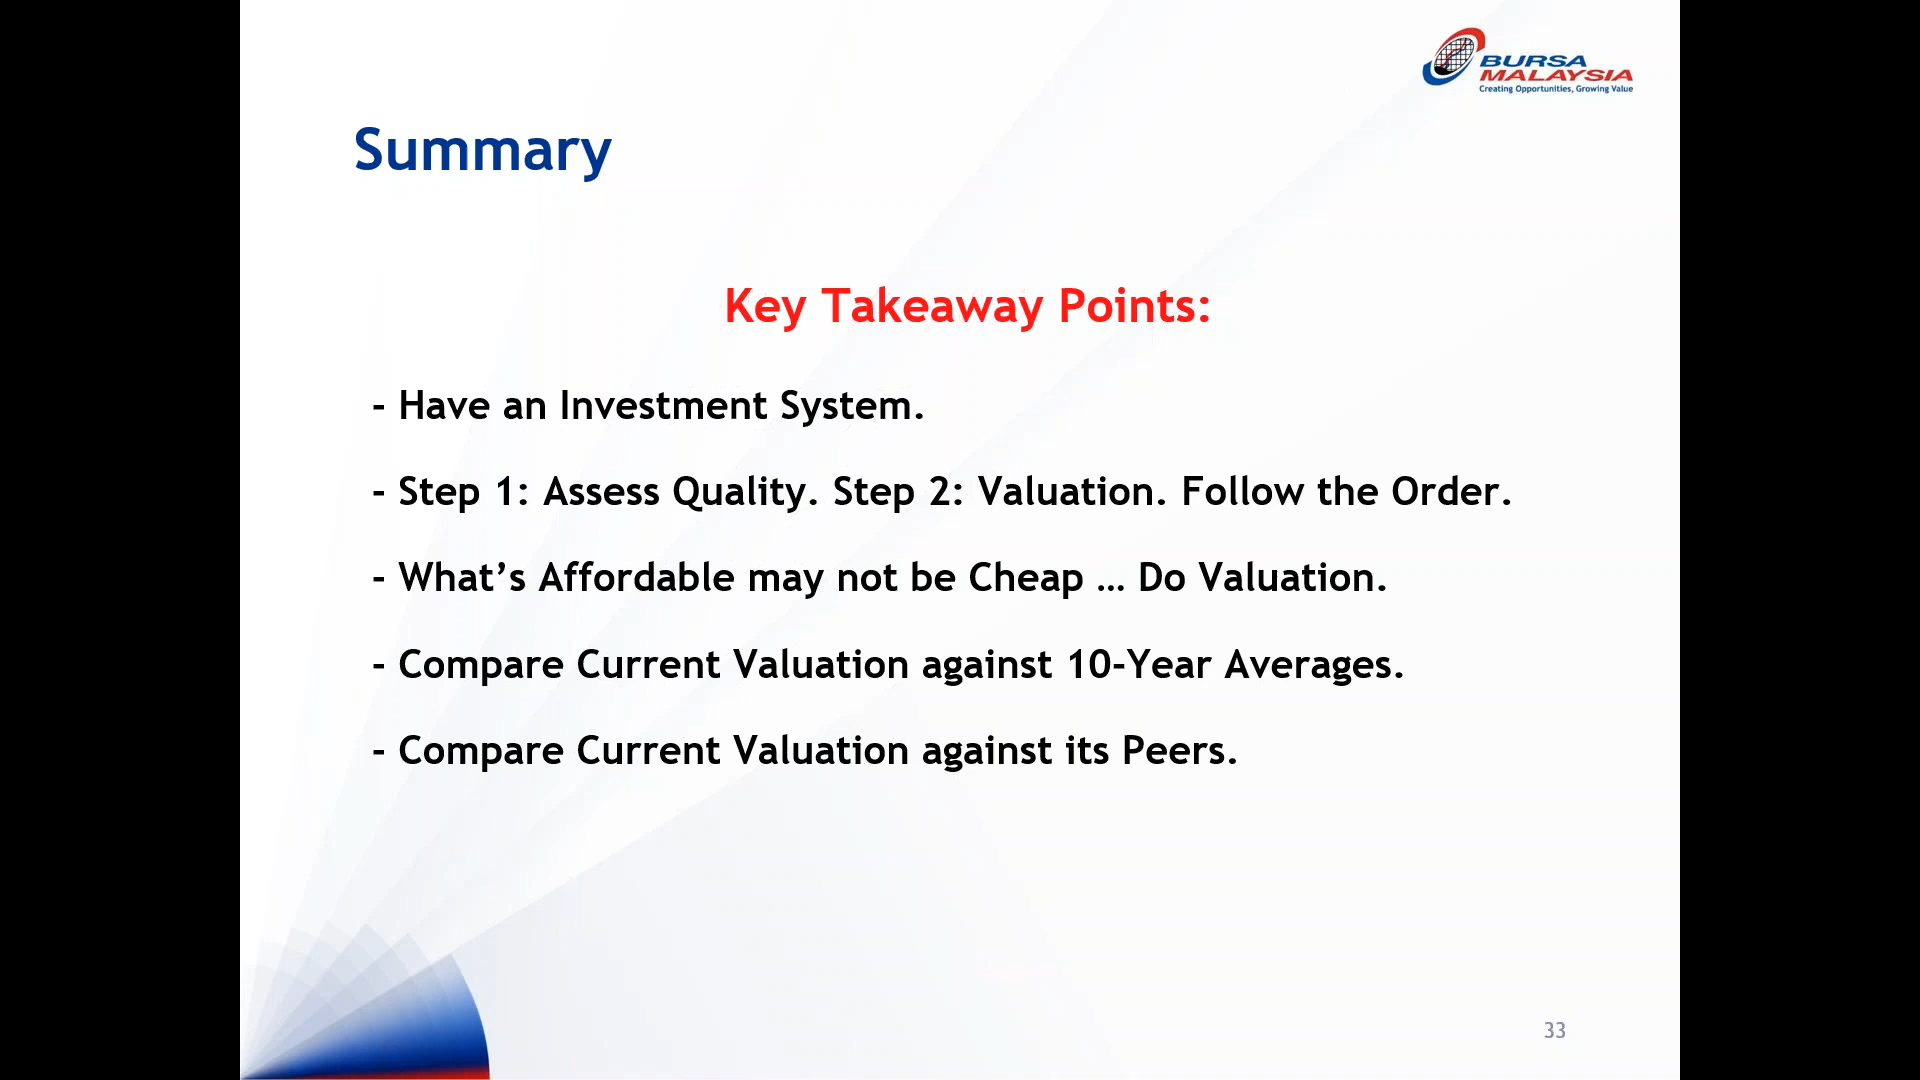 BURSA
MALAYSIA
Creating Opportunities, Growing Value
Summary
Key Takeaway Points:
- Have an Investment System.
- Step 1: Assess Quality. Step 2: Valuation. Follow the Order.
- What’s Affordable may not be Cheap … Do Valuation.
- Compare Current Valuation against 10-Year Averages.
- Compare Current Valuation against its Peers.
33